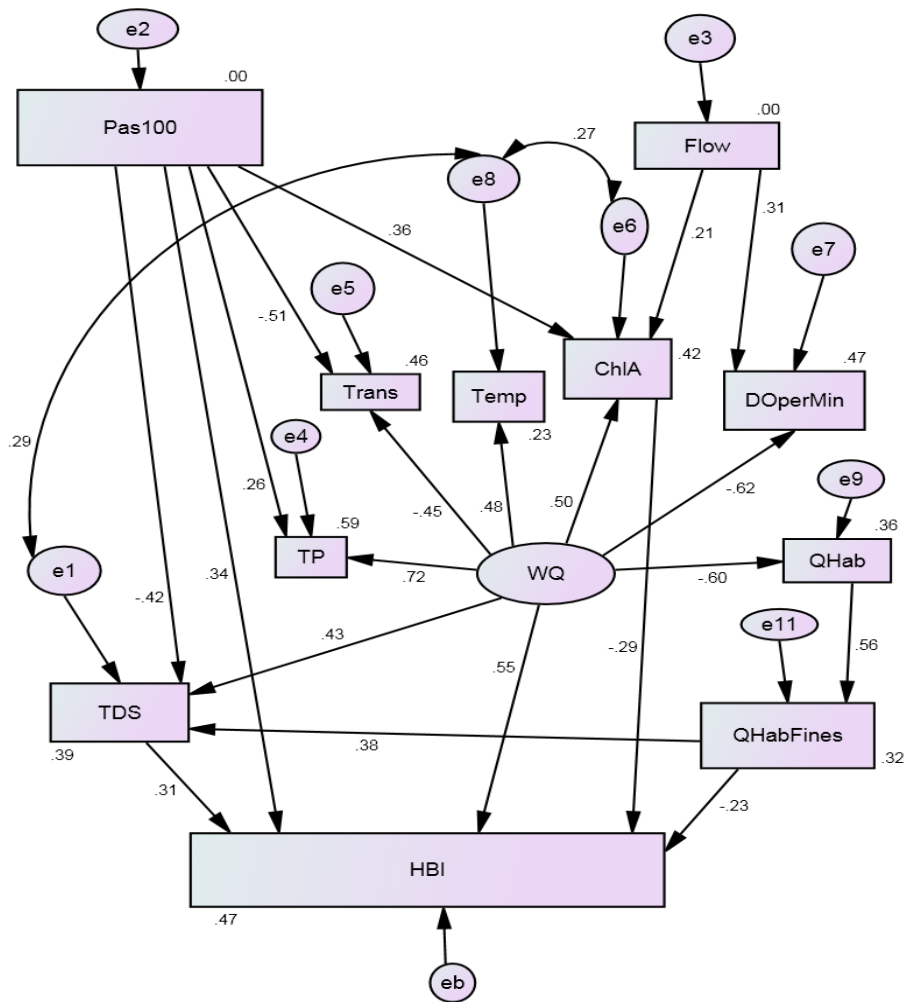 e2
e3
.00
Pas100
.00
Flow
.27
e8
e6
.36
.21
.31
e7
e5
-.51
.46
Trans
Temp
.23
ChlA
.42
.47
DOperMin
e4
.29
.26
-.45
.48
.50
-.62
e9
.36
.59
TP
.72
WQ
-.60
QHab
e1
.34
-.42
.43
.55
-.29
e11
.56
TDS
.39
.38
QHabFines
.32
.31
-.23
HBI
.47
eb